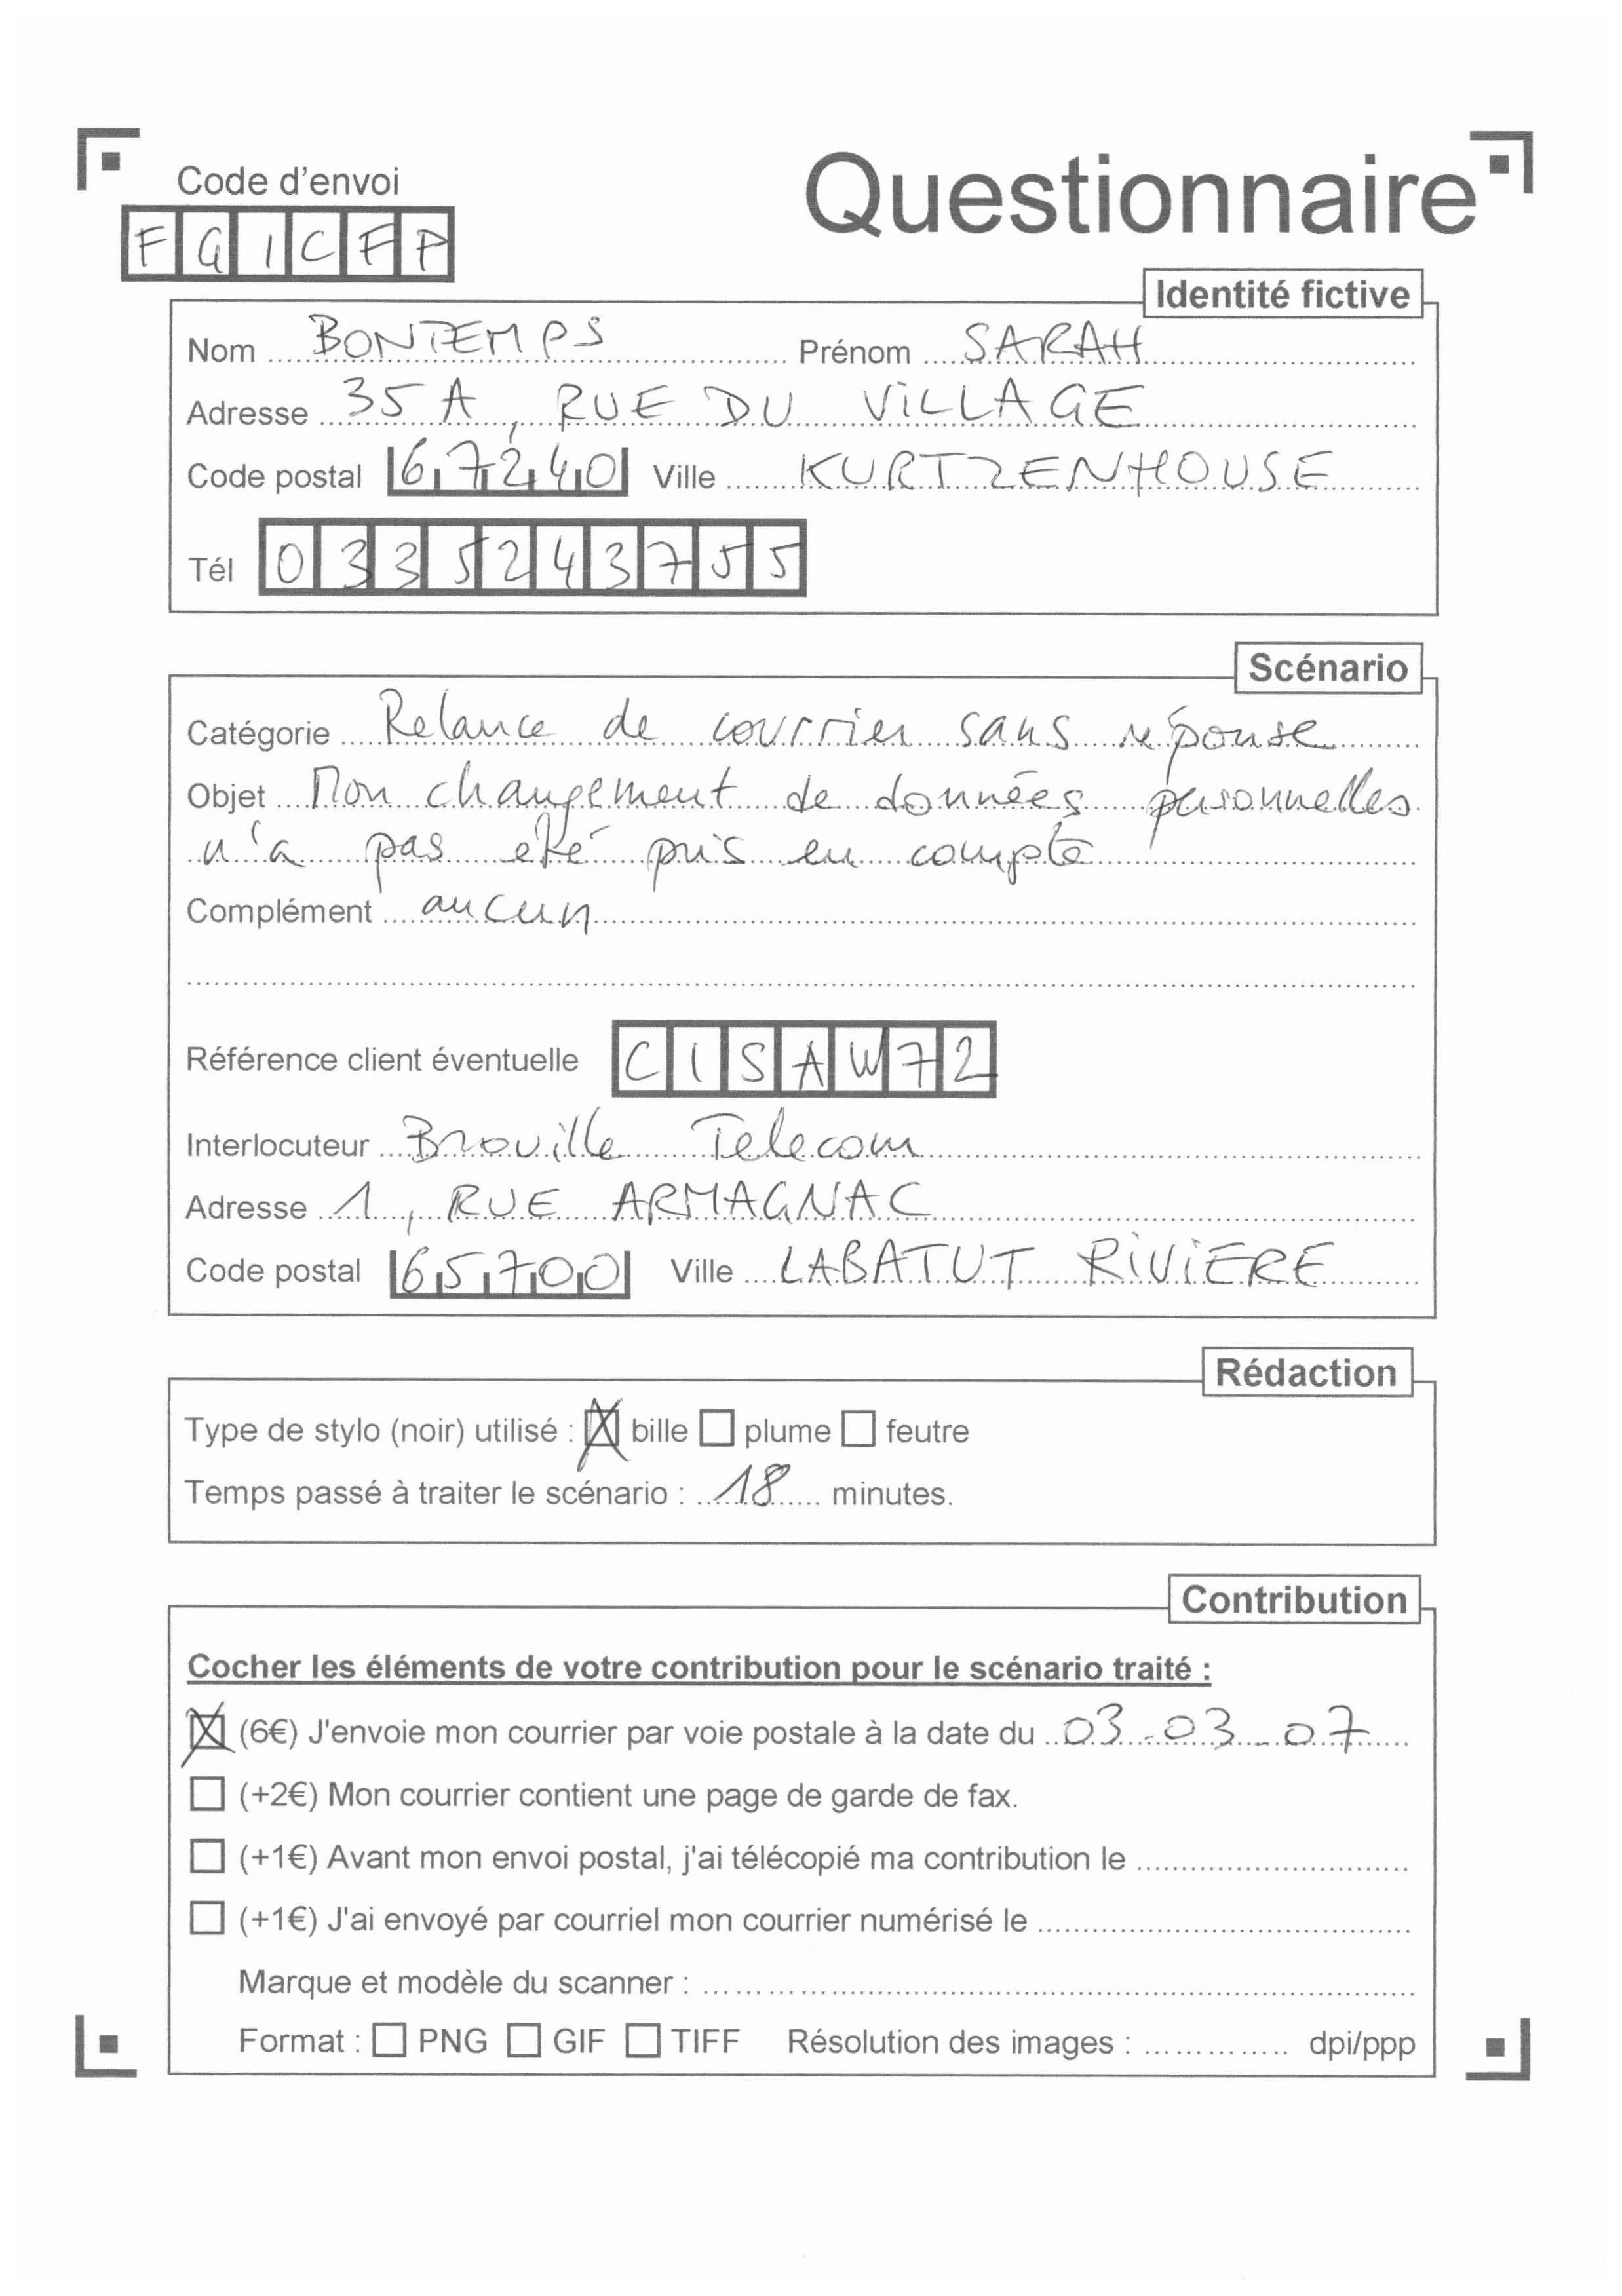 Code d'envoi
Questionnaire
FGICFP
Identité fictive
Nom BONTEMPS Prénom SARAH
Adresse 35A, RUE DU VILLAGE
Code postal 67240 Ville KURTZENHOUSE
Tél 0335243755
Scénario
Catégorie Relance de courrier sans réponse
Objet Mon changement de données personnelles
n'a pas été pris en compte
Complément aucun
Référence client éventuelle CISAW72
Interlocuteur Brouille Telecom
Adresse 1, RUE ARMAGNAC
Code postal 65700 Ville LABATUT RIVIERE
Rédaction
Type de stylo (noir) utilisé : ☒ bille ☐ plume ☐ feutre
Temps passé à traiter le scénario : 18 minutes.
Contribution
Cocher les éléments de votre contribution pour le scénario traité :
☒ (6€) J'envoie mon courrier par voie postale à la date du 03-03-07
☐ (+2€) Mon courrier contient une page de garde de fax.
☐ (+1€) Avant mon envoi postal, j'ai télécopié ma contribution le
☐ (+1€) J'ai envoyé par courriel mon courrier numérisé le
Marque et modèle du scanner :
Format : ☐ PNG ☐ GIF ☐ TIFF Résolution des images : dpi/ppp